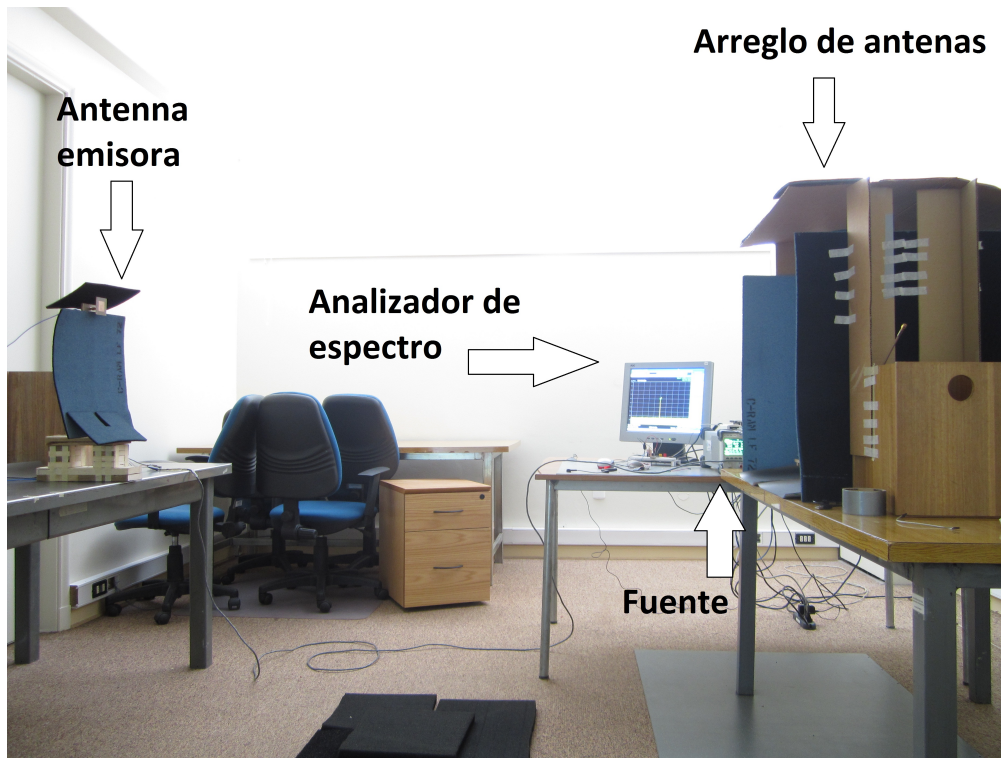 Arreglo de antenas
Antenna
emisora
Analizador de
espectro
Fuente